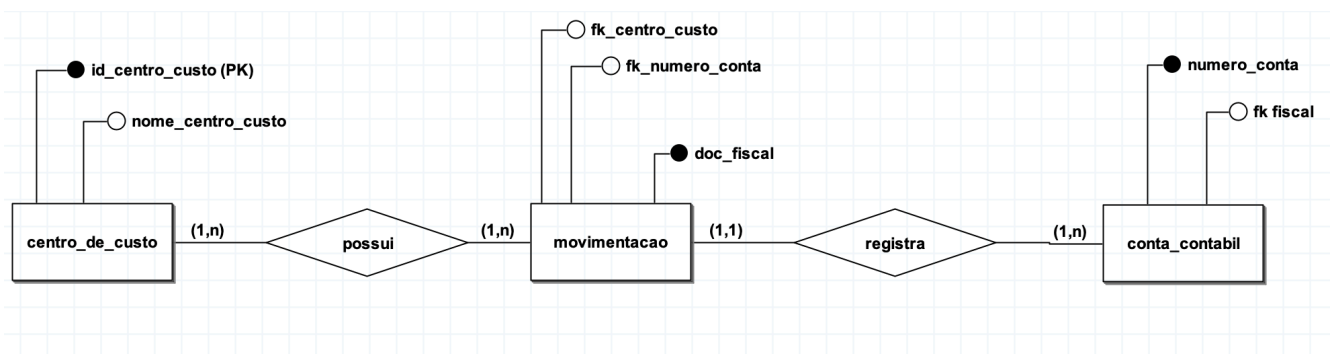 fk_centro_custo
id_centro_custo (PK)
fk_numero_conta
numero_conta
nome_centro_custo
fk fiscal
doc_fiscal
centro_de_custo
(1,n)
possui
(1,n)
movimentacao
(1,1)
registra
(1,n)
conta_contabil